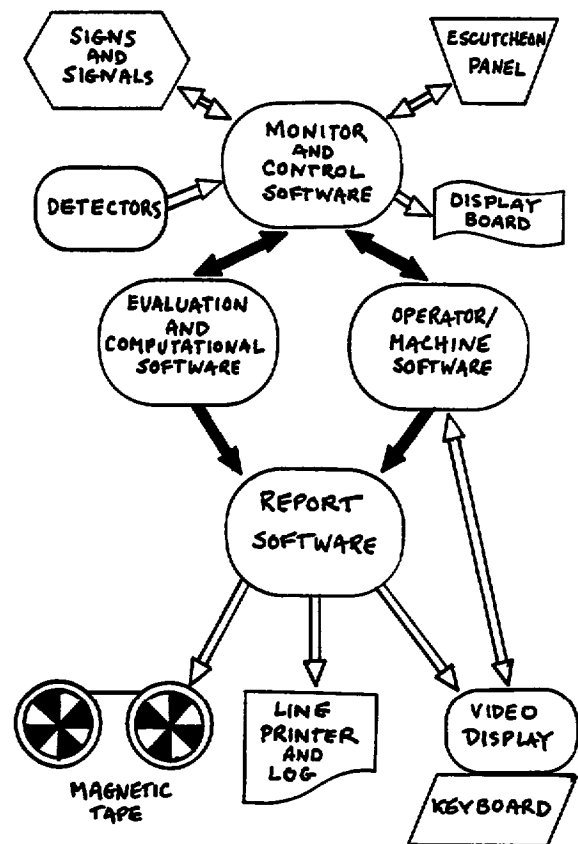 SIGNS
AND
SIGNALS
ESCUTCHEON
PANEL
MONITOR
AND
CONTROL
SOFTWARE
DETECTORS
DISPLAY
BOARD
EVALUATION
AND
COMPUTATIONAL
SOFTWARE
OPERATOR/
MACHINE
SOFTWARE
REPORT
SOFTWARE
MAGNETIC
TAPE
LINE
PRINTER
AND
LOG
VIDEO
DISPLAY
KEYBOARD